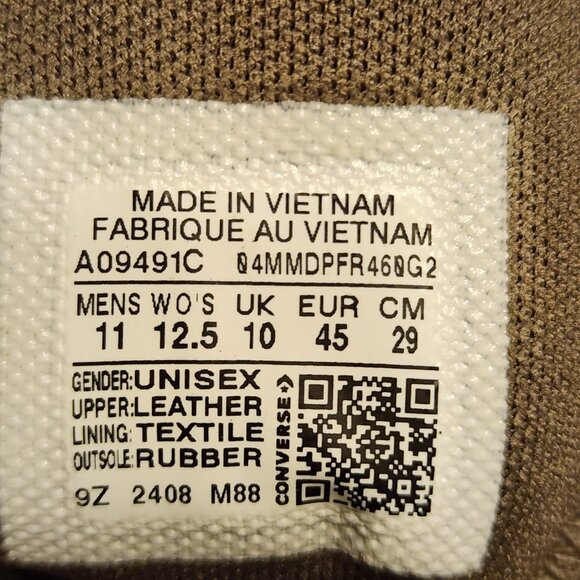 MADE IN VIETNAM
FABRIQUE AU VIETNAM
A09491C 04MMDPFR460G2
MENS WO'S UK EUR CM
11 12.5 10 45 29
GENDER:UNISEX
UPPER:LEATHER
LINING: TEXTILE
OUTSOLE:RUBBER
CONVERSE
9Z 2408 M88